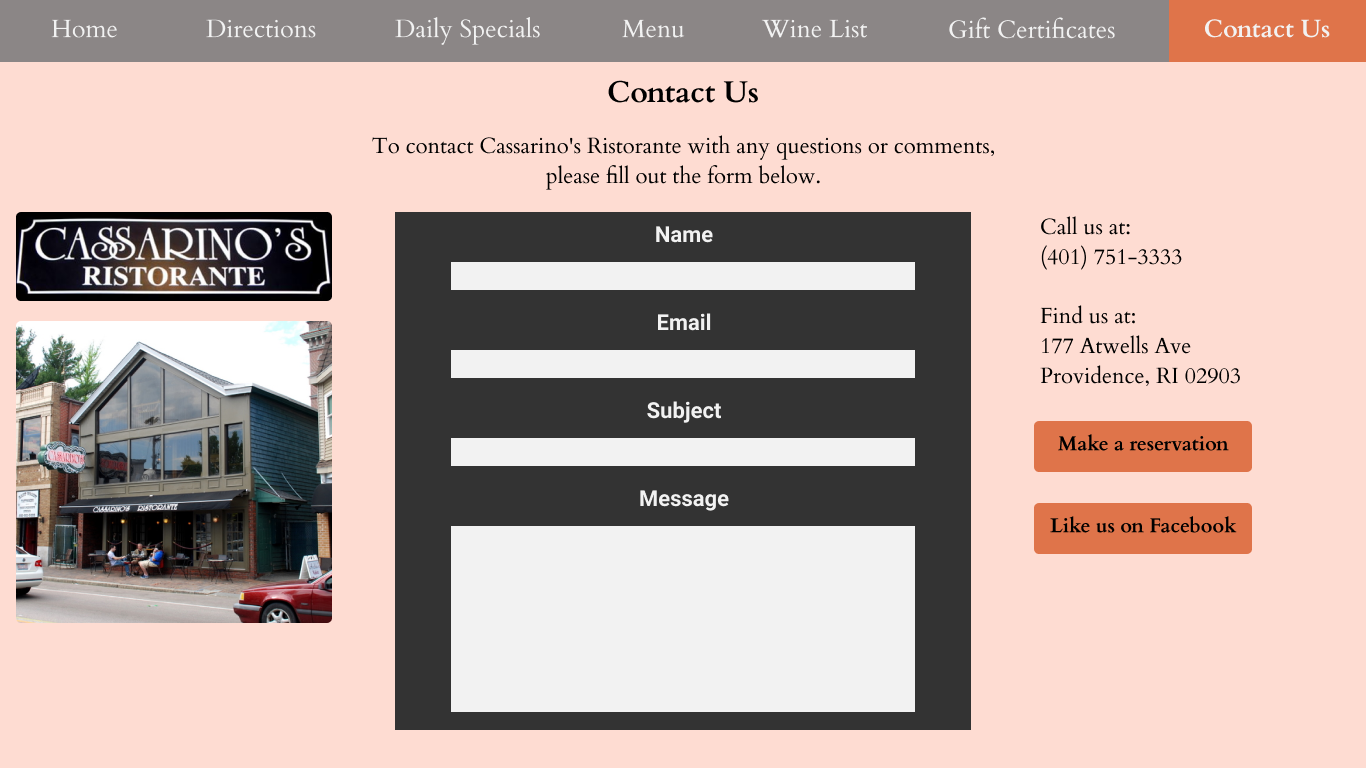 Home Directions Daily Specials Menu Wine List Gift Certificates Contact Us
Contact Us
To contact Cassarino's Ristorante with any questions or comments,
please fill out the form below.
CASSARINO'S
RISTORANTE
CASSARINO'S RISTORANTE
Name
Email
Subject
Message
Call us at:
(401) 751-3333
Find us at:
177 Atwells Ave
Providence, RI 02903
Make a reservation
Like us on Facebook